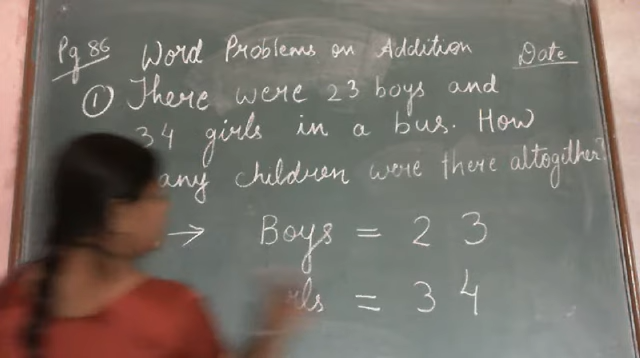 Pg 86 Word Problems on Addition Date
① There were 23 boys and
34 girls in a bus. How
any children were there altogither?
→ Boys = 2 3
rls = 3 4